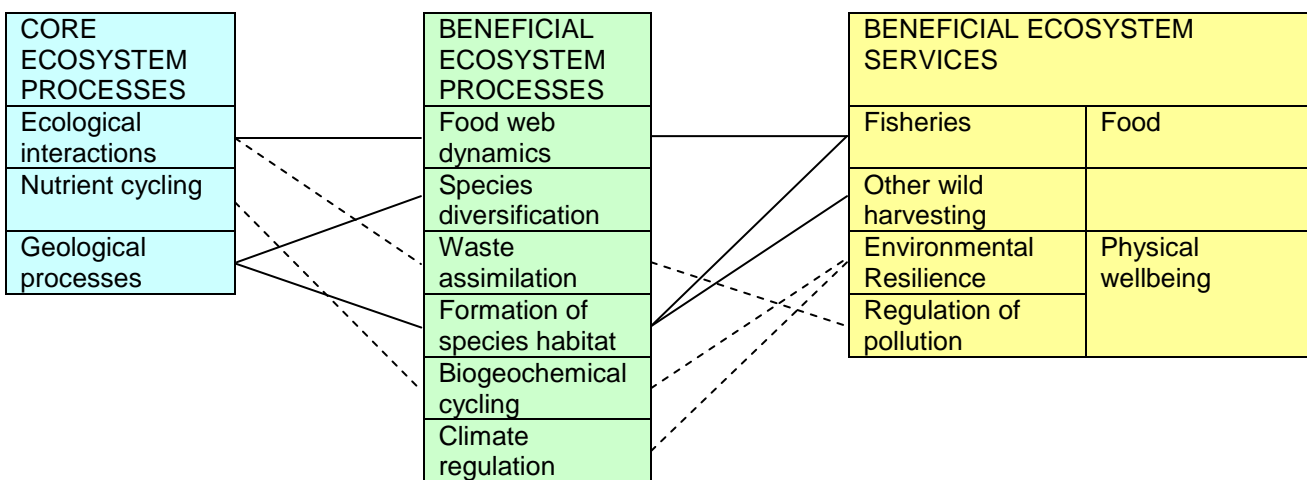 CORE
ECOSYSTEM
PROCESSES
Ecological
interactions
Nutrient cycling
Geological
processes
BENEFICIAL
ECOSYSTEM
PROCESSES
Food web
dynamics
Species
diversification
Waste
assimilation
Formation of
species habitat
Biogeochemical
cycling
Climate
regulation
BENEFICIAL ECOSYSTEM
SERVICES
Fisheries
Food
Other wild
harvesting
Environmental
Resilience
Physical
wellbeing
Regulation of
pollution